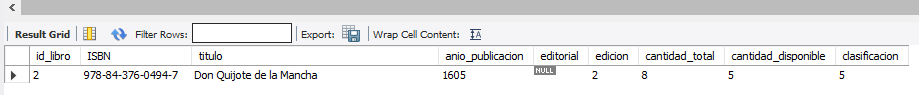 Result Grid Filter Rows: Export: Wrap Cell Content: IA
id_libro ISBN titulo anio_publicacion editorial edicion cantidad_total cantidad_disponible clasificacion
2 978-84-376-0494-7 Don Quijote de la Mancha 1605 NULL 2 8 5 5